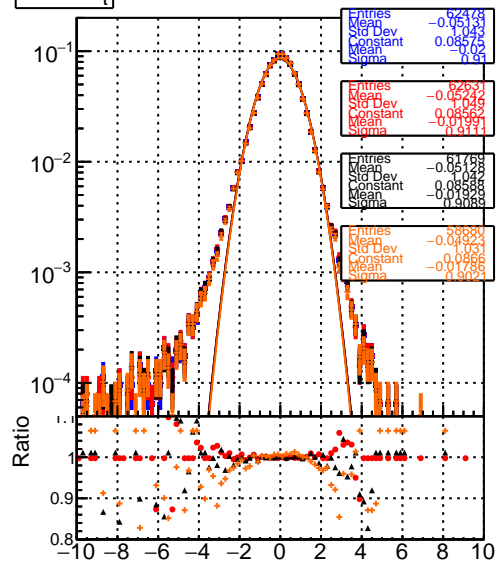 t
Entries 62478
Mean −0.05131
Std Dev 1.043
Constant 0.08575
Mean −0.02
Sigma 0.91
Entries 62631
Mean −0.05242
Std Dev 1.049
Constant 0.08562
Mean −0.01991
Sigma 0.9111
Entries 61769
Mean −0.05128
Std Dev 1.042
Constant 0.08588
Mean −0.01929
Sigma 0.9089
Entries 58680
Mean −0.04923
Std Dev 1.031
Constant 0.0866
Mean −0.01786
Sigma
10⁻¹
10⁻²
10⁻³
10⁻⁴
1.1
1
0.9
0.8
Ratio
−10 −8 −6 −4 −2 0 2 4 6 8 10